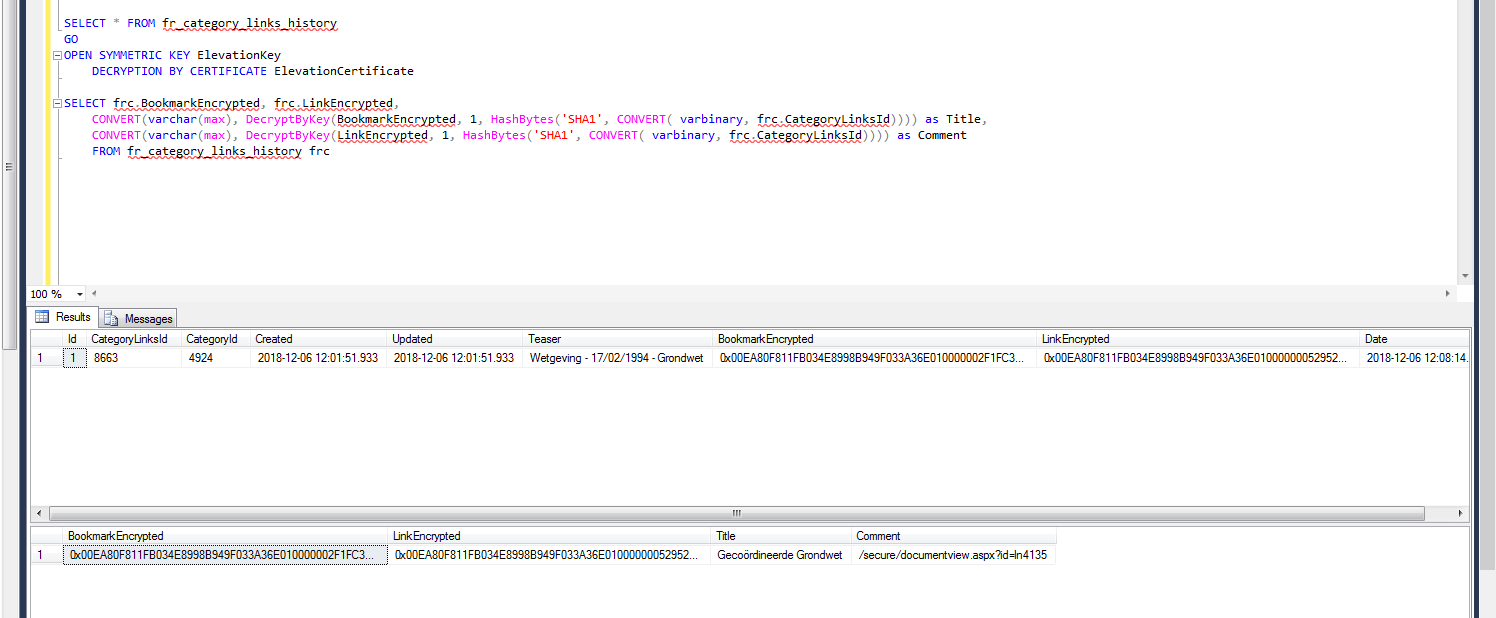 SELECT * FROM fr_category_links_history
GO
OPEN SYMMETRIC KEY ElevationKey
DECRYPTION BY CERTIFICATE ElevationCertificate
SELECT frc.BookmarkEncrypted, frc.LinkEncrypted,
CONVERT(varchar(max), DecryptByKey(BookmarkEncrypted, 1, HashBytes('SHA1', CONVERT( varbinary, frc.CategoryLinksId)))) as Title,
CONVERT(varchar(max), DecryptByKey(LinkEncrypted, 1, HashBytes('SHA1', CONVERT( varbinary, frc.CategoryLinksId)))) as Comment
FROM fr_category_links_history frc
100 %
Results Messages
Id CategoryLinksId CategoryId Created Updated Teaser BookmarkEncrypted LinkEncrypted Date
1 1 8663 4924 2018-12-06 12:01:51.933 2018-12-06 12:01:51.933 Wetgeving - 17/02/1994 - Grondwet 0x00EA80F811FB034E8998B949F033A36E010000002F1FC3... 0x00EA80F811FB034E8998B949F033A36E01000000052952... 2018-12-06 12:08:14.
BookmarkEncrypted LinkEncrypted Title Comment
1 0x00EA80F811FB034E8998B949F033A36E010000002F1FC3... 0x00EA80F811FB034E8998B949F033A36E01000000052952... Gecoördineerde Grondwet /secure/documentview.aspx?id=ln4135